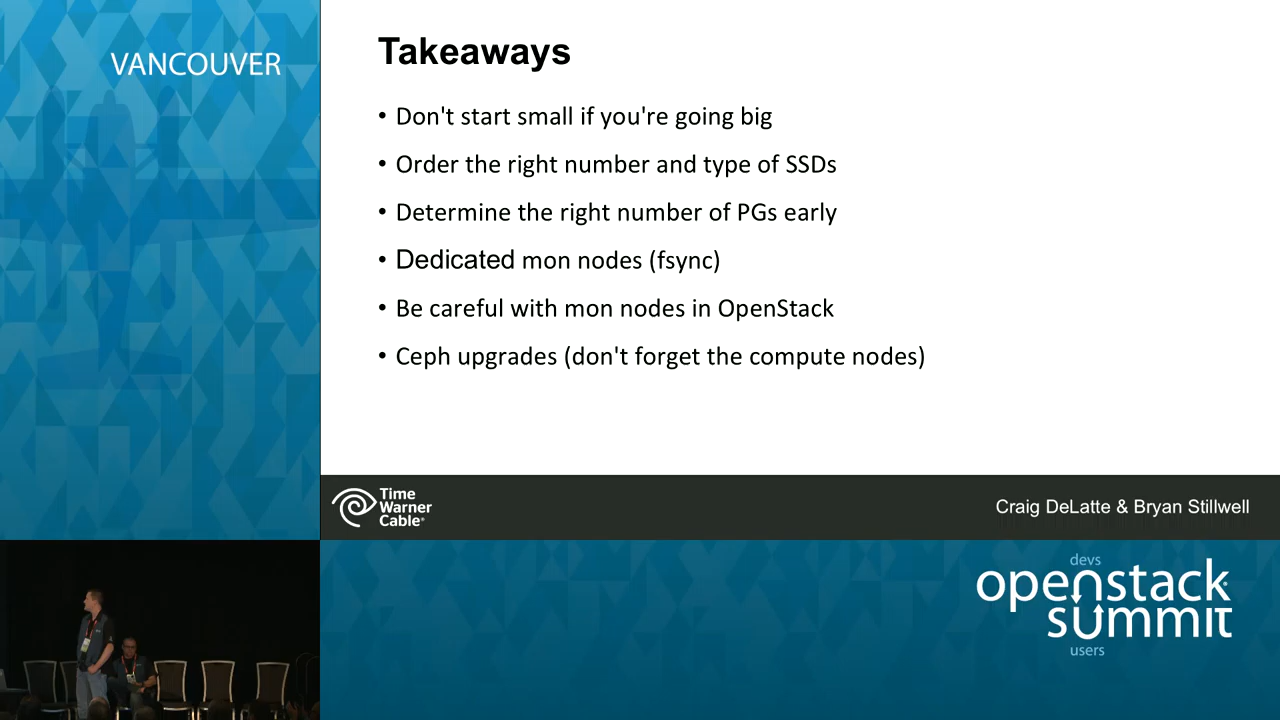 VANCOUVER
Takeaways
• Don't start small if you're going big
• Order the right number and type of SSDs
• Determine the right number of PGs early
• Dedicated mon nodes (fsync)
• Be careful with mon nodes in OpenStack
• Ceph upgrades (don't forget the compute nodes)
Time
Warner
Cable®
Craig DeLatte & Bryan Stillwell
devs
openstack
summit
users